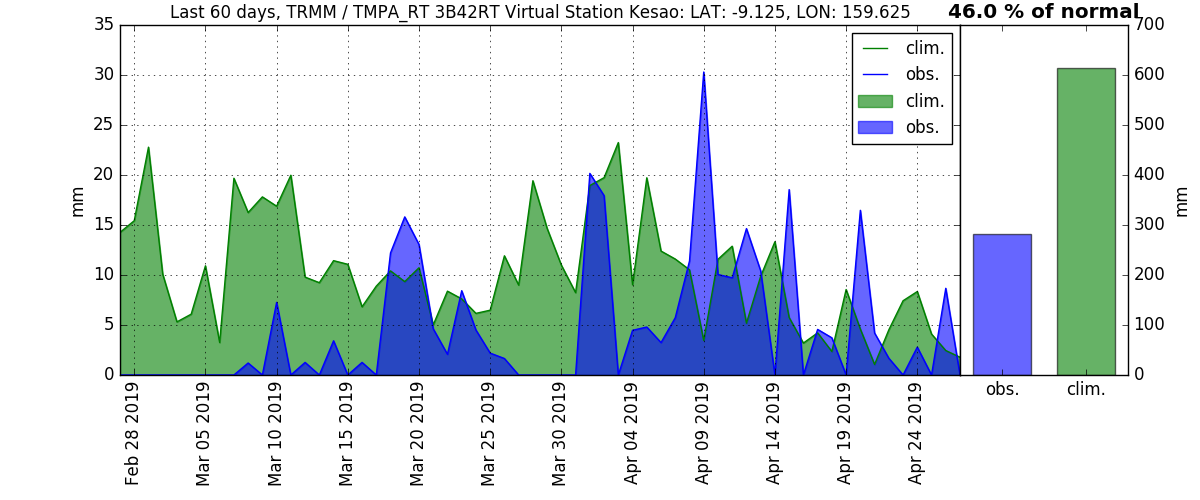 Last 60 days, TRMM / TMPA_RT 3B42RT Virtual Station Kesao: LAT: -9.125, LON: 159.625
46.0 % of normal
35
30
25
20
15
10
5
0
mm
clim.
obs.
clim.
obs.
700
600
500
400
300
200
100
0
mm
obs.
clim.
Feb 28 2019
Mar 05 2019
Mar 10 2019
Mar 15 2019
Mar 20 2019
Mar 25 2019
Mar 30 2019
Apr 04 2019
Apr 09 2019
Apr 14 2019
Apr 19 2019
Apr 24 2019